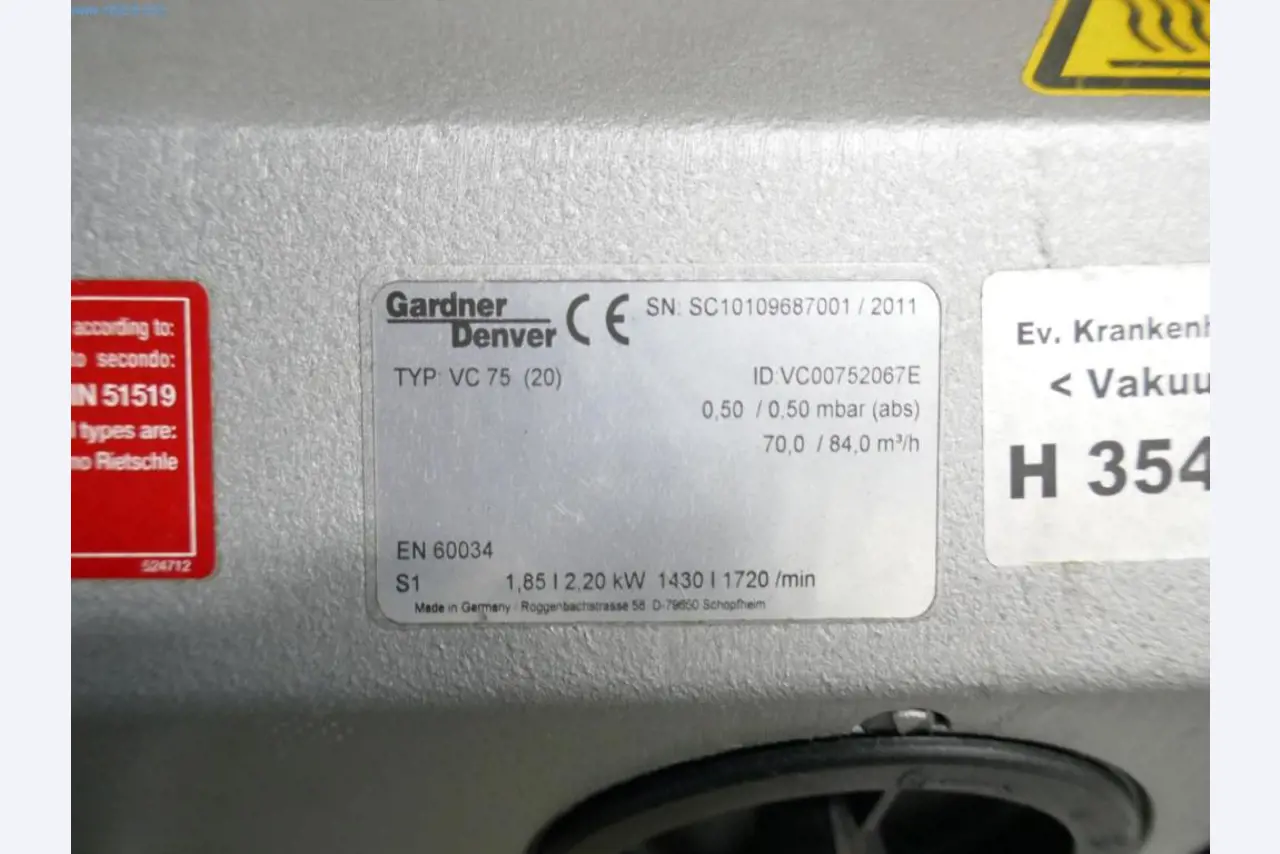 according to:
to secondo:
IN 51519
l types are:
no Rietschle
524712
Gardner
Denver
CE SN: SC10109687001 / 2011
TYP: VC 75 (20) ID:VC00752067E
0,50 / 0,50 mbar (abs)
70,0 / 84,0 m³/h
EN 60034
S1 1,85 | 2,20 kW 1430 | 1720 /min
Made in Germany / Roggenbachstrasse 58 D-79650 Schopfheim
Ev. Krankenh
< Vakuu
H 354